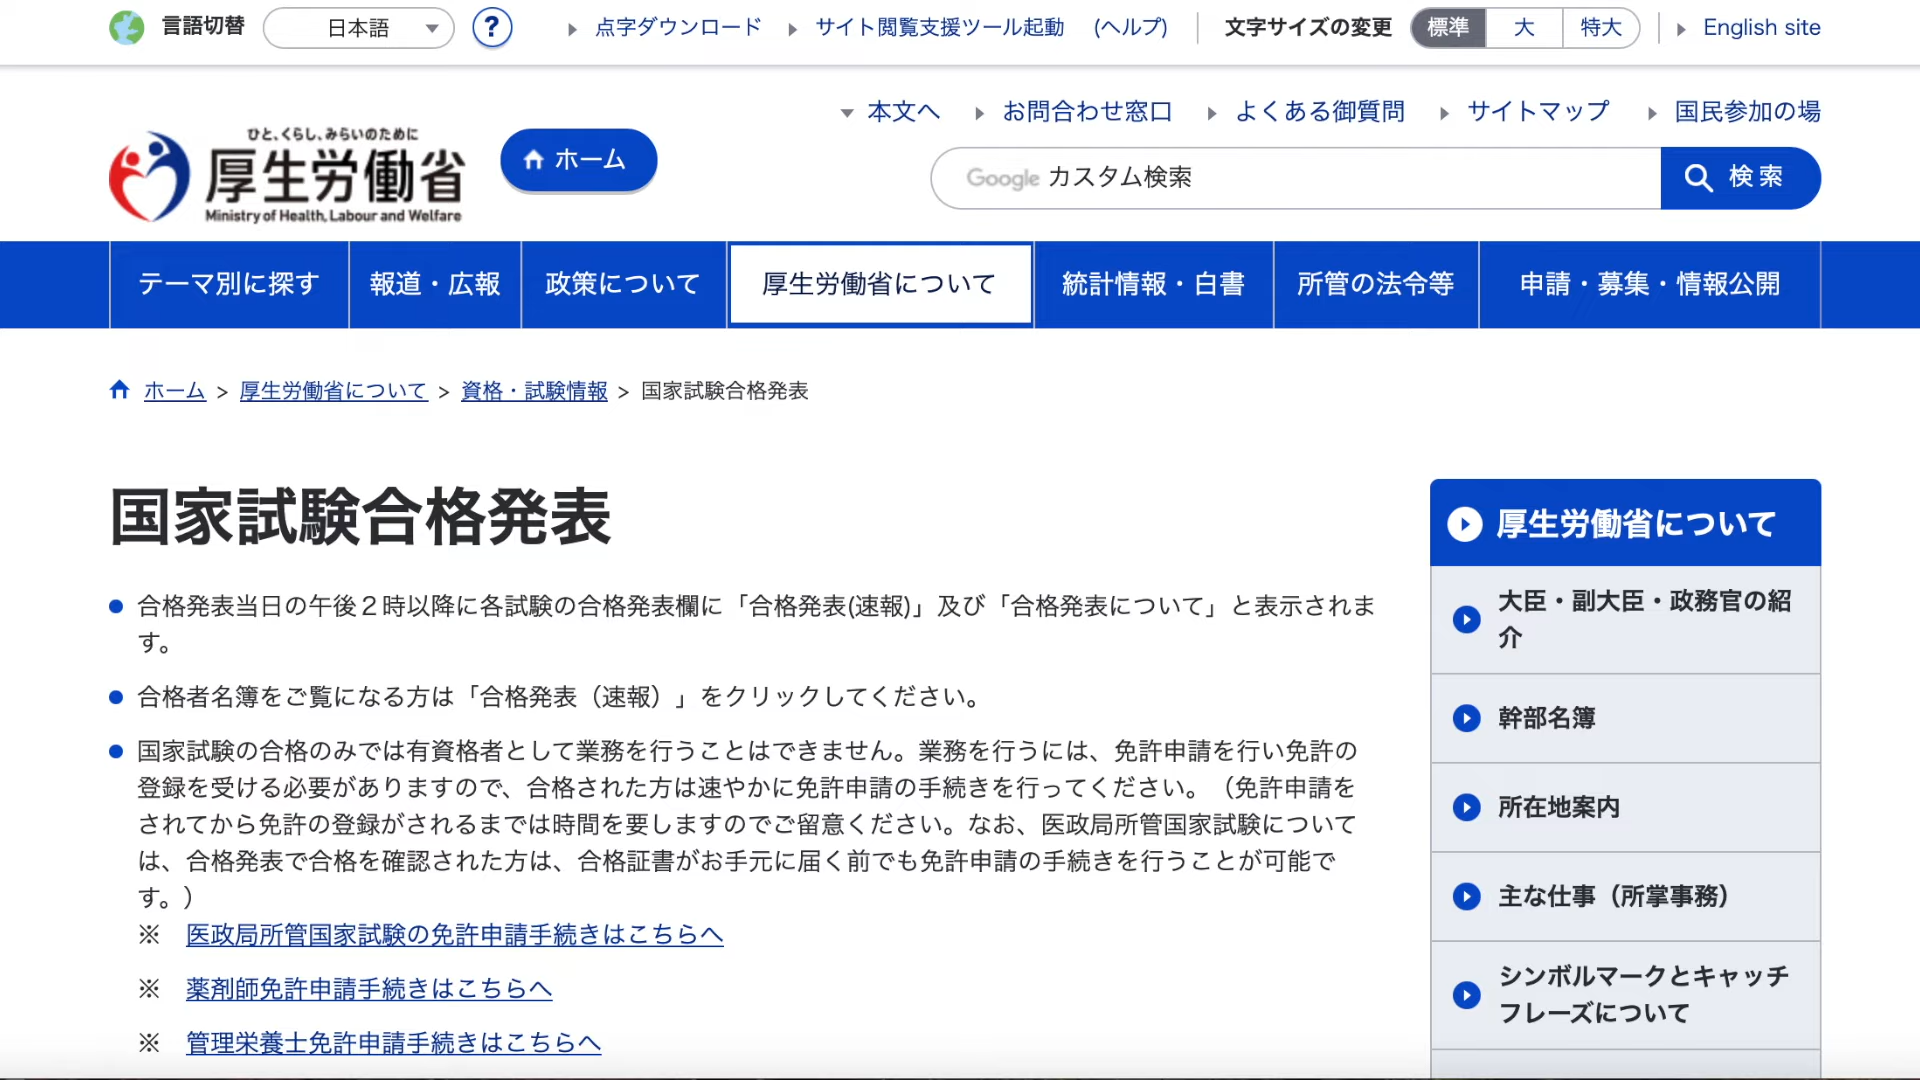 言語切替
日本語
?
点字ダウンロード
サイト閲覧支援ツール起動
(ヘルプ)
文字サイズの変更
標準
大
特大
English site
本文へ
お問合わせ窓口
よくある御質問
サイトマップ
国民参加の場
ひと、くらし、みらいのために
厚生労働省
Ministry of Health, Labour and Welfare
ホーム
Google カスタム検索
検索
テーマ別に探す
報道・広報
政策について
厚生労働省について
統計情報・白書
所管の法令等
申請・募集・情報公開
ホーム > 厚生労働省について > 資格・試験情報 > 国家試験合格発表
国家試験合格発表
合格発表当日の午後２時以降に各試験の合格発表欄に「合格発表(速報)」及び「合格発表について」と表示されま
す。
合格者名簿をご覧になる方は「合格発表（速報）」をクリックしてください。
国家試験の合格のみでは有資格者として業務を行うことはできません。業務を行うには、免許申請を行い免許の
登録を受ける必要がありますので、合格された方は速やかに免許申請の手続きを行ってください。（免許申請を
されてから免許の登録がされるまでは時間を要しますのでご留意ください。なお、医政局所管国家試験について
は、合格発表で合格を確認された方は、合格証書がお手元に届く前でも免許申請の手続きを行うことが可能で
す。）
※ 医政局所管国家試験の免許申請手続きはこちらへ
※ 薬剤師免許申請手続きはこちらへ
※ 管理栄養士免許申請手続きはこちらへ
厚生労働省について
大臣・副大臣・政務官の紹
介
幹部名簿
所在地案内
主な仕事（所掌事務）
シンボルマークとキャッチ
フレーズについて